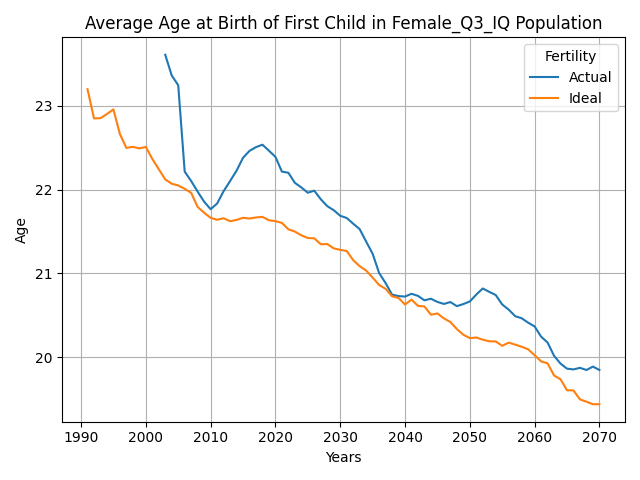 Average Age at Birth of First Child in Female_Q3_IQ Population
Fertility
Actual
Ideal
Age
23
22
21
20
1990 2000 2010 2020 2030 2040 2050 2060 2070
Years